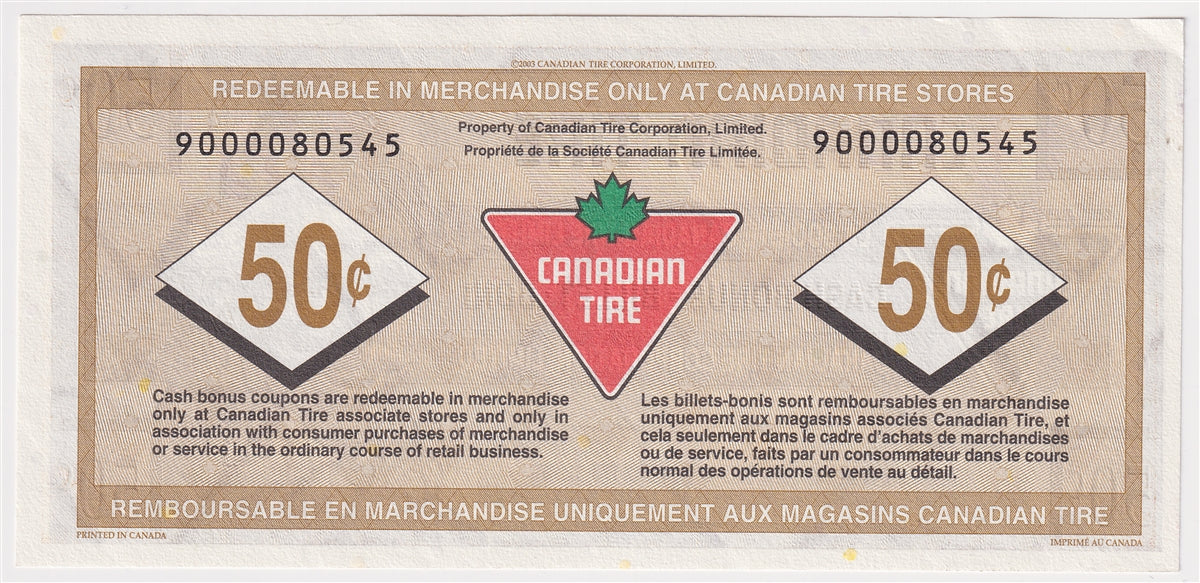 ©2003 CANADIAN TIRE CORPORATION, LIMITED.
REDEEMABLE IN MERCHANDISE ONLY AT CANADIAN TIRE STORES
9000080545
Property of Canadian Tire Corporation, Limited.
Propriété de la Société Canadian Tire Limitée.
9000080545
50¢
CANADIAN
TIRE
50¢
Cash bonus coupons are redeemable in merchandise
only at Canadian Tire associate stores and only in
association with consumer purchases of merchandise
or service in the ordinary course of retail business.
Les billets-bonis sont remboursables en marchandise
uniquement aux magasins associés Canadian Tire, et
cela seulement dans le cadre d'achats de marchandises
ou de service, faits par un consommateur dans le cours
normal des opérations de vente au détail.
REMBOURSABLE EN MARCHANDISE UNIQUEMENT AUX MAGASINS CANADIAN TIRE
PRINTED IN CANADA
IMPRIMÉ AU CANADA